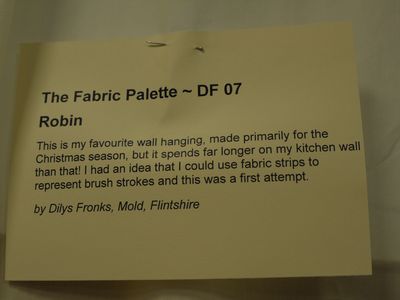 The Fabric Palette ~ DF 07
Robin
This is my favourite wall hanging, made primarily for the
Christmas season, but it spends far longer on my kitchen wall
than that! I had an idea that I could use fabric strips to
represent brush strokes and this was a first attempt.
by Dilys Fronks, Mold, Flintshire